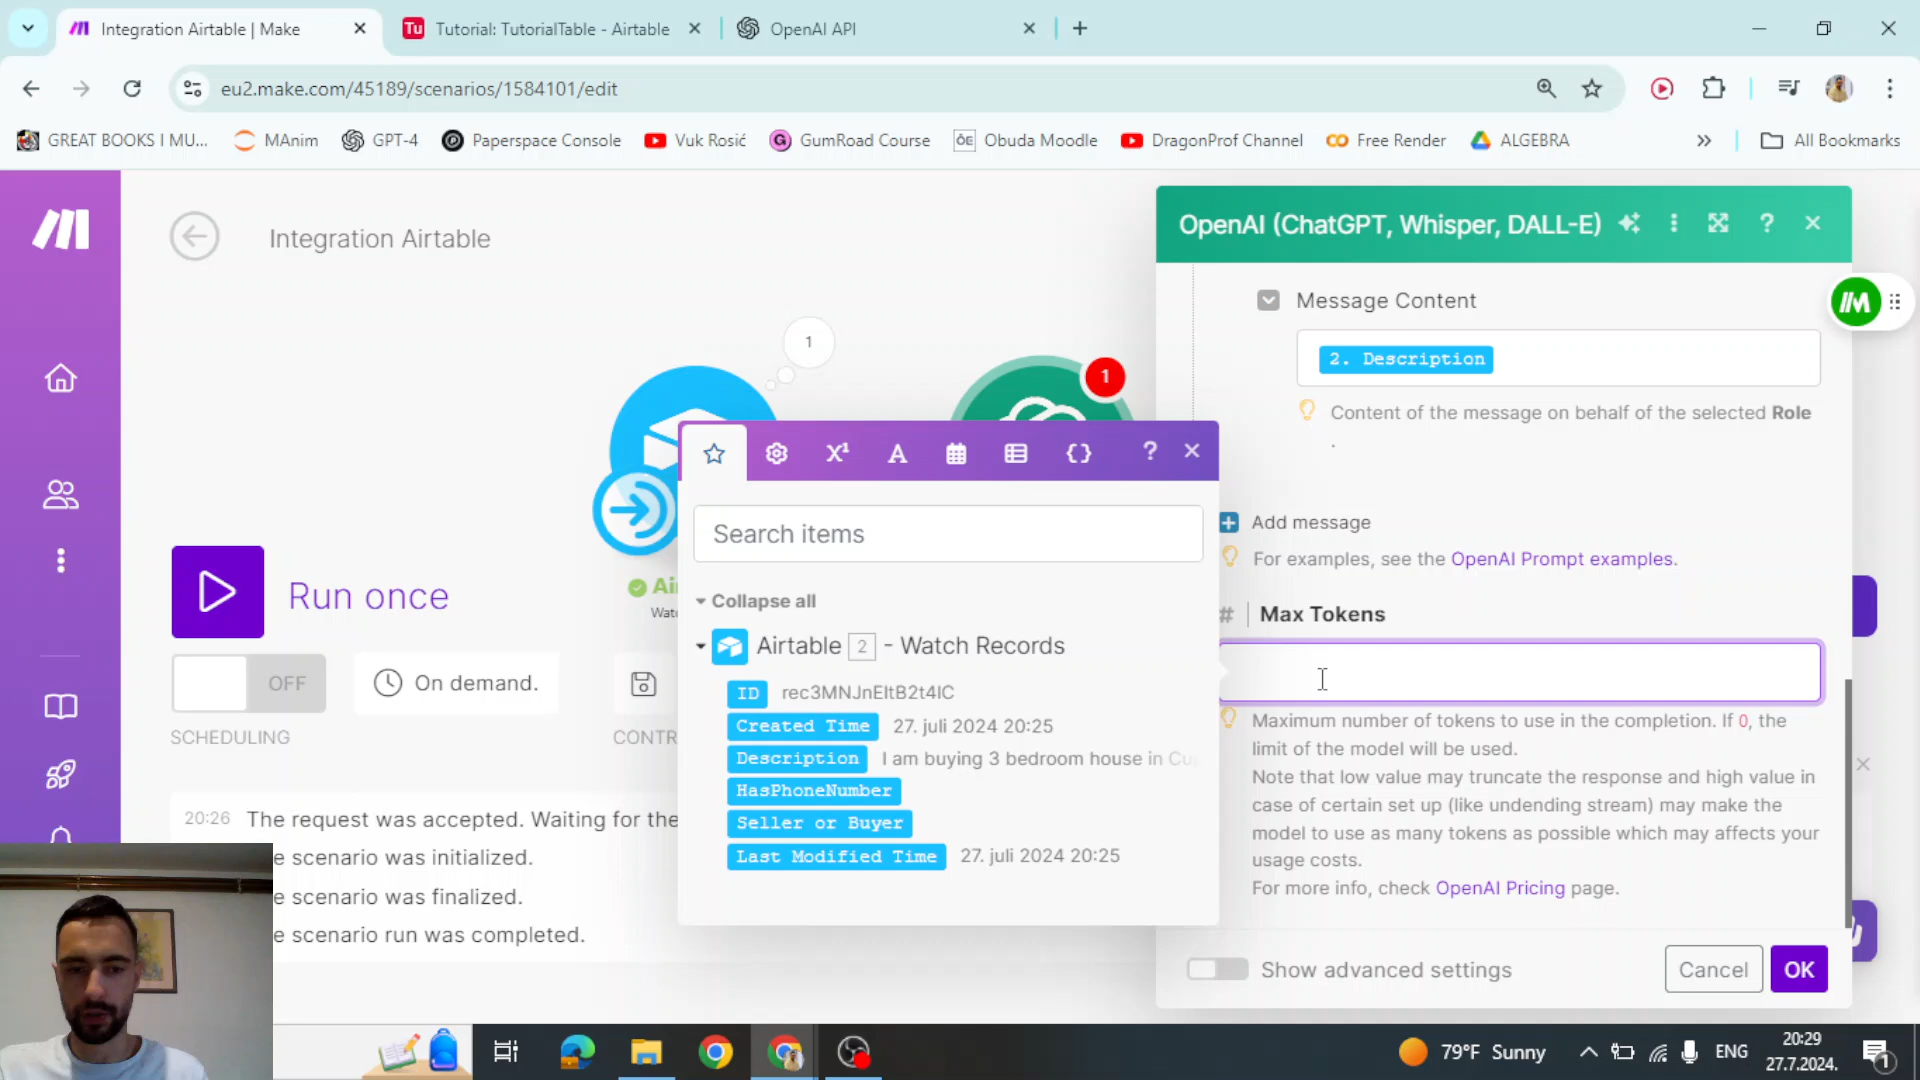 Integration Airtable | Make
Tu
Tutorial: TutorialTable - Airtable
OpenAI API
eu2.make.com/45189/scenarios/1584101/edit
GREAT BOOKS I MU...
MAnim
GPT-4
Paperspace Console
Vuk Rosić
GumRoad Course
Obuda Moodle
DragonProf Channel
Free Render
ALGEBRA
All Bookmarks
Integration Airtable
OpenAI (ChatGPT, Whisper, DALL-E)
Message Content
2. Description
Content of the message on behalf of the selected Role
.
1
1
Search items
Collapse all
Airtable 2 - Watch Records
ID rec3MNJnEltB2t4IC
Created Time 27. juli 2024 20:25
Description I am buying 3 bedroom house in
HasPhoneNumber
Seller or Buyer
Last Modified Time 27. juli 2024 20:25
Add message
For examples, see the OpenAI Prompt examples.
# Max Tokens
Maximum number of tokens to use in the completion. If 0, the
limit of the model will be used.
Note that low value may truncate the response and high value in
case of certain set up (like undending stream) may make the
model to use as many tokens as possible which may affects your
usage costs.
For more info, check OpenAI Pricing page.
Show advanced settings
Cancel
OK
Run once
OFF
On demand.
SCHEDULING
20:26 The request was accepted. Waiting for the
scenario was initialized.
scenario was finalized.
scenario run was completed.
79°F Sunny
ENG
20:29
27.7.2024.
1